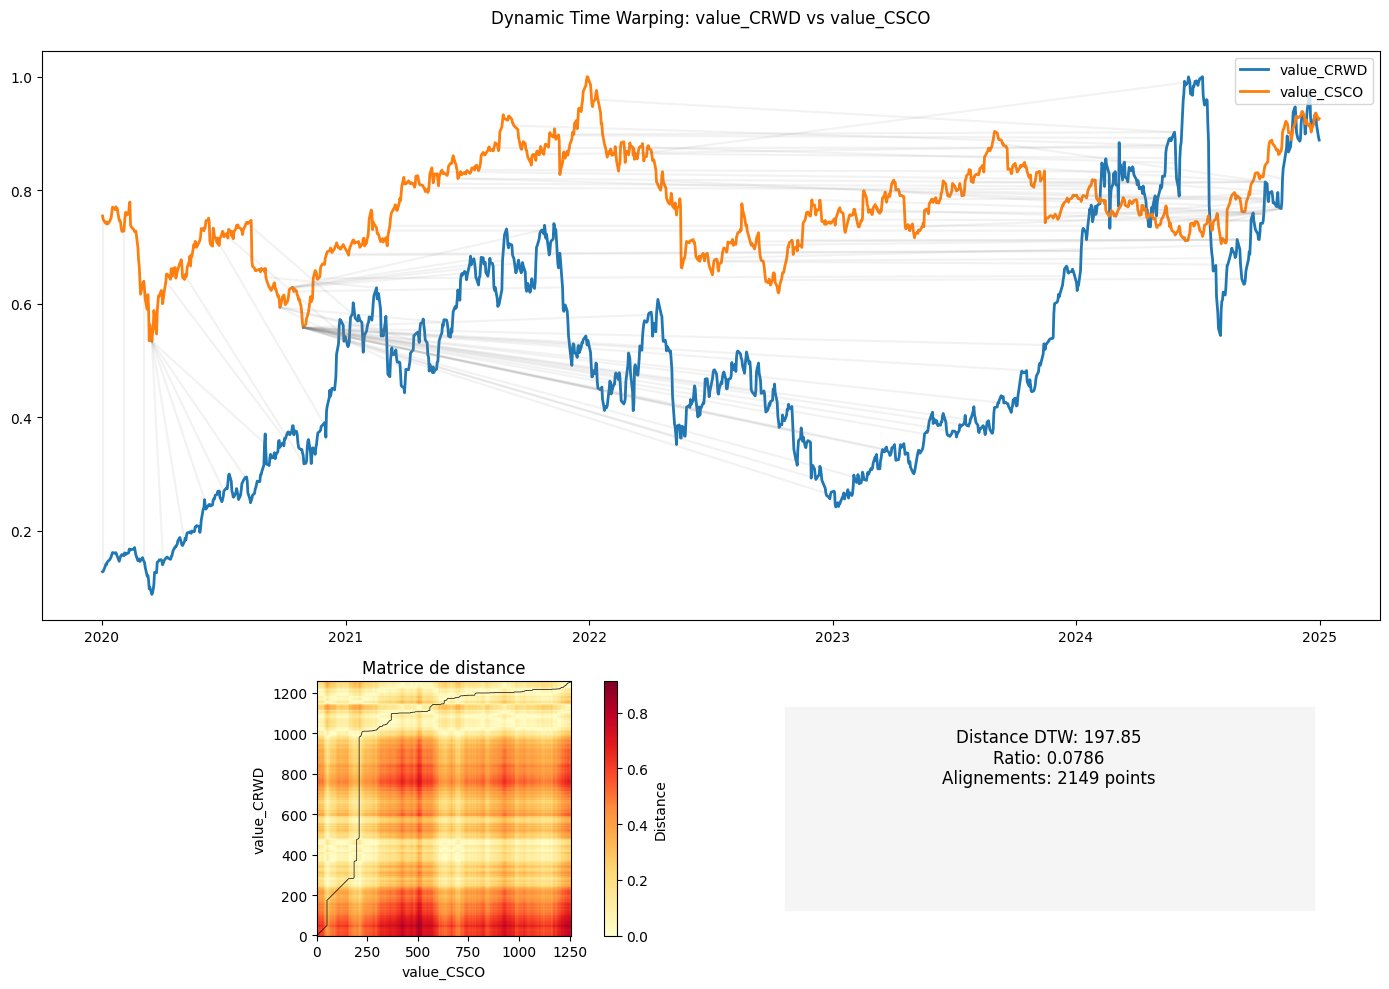 Dynamic Time Warping: value_CRWD vs value_CSCO
value_CRWD
value_CSCO
1.0
0.8
0.6
0.4
0.2
2020 2021 2022 2023 2024 2025
Matrice de distance
value_CRWD
1200
1000
800
600
400
200
0
0 250 500 750 1000 1250
value_CSCO
0.8
0.6
0.4
0.2
0.0
Distance
Distance DTW: 197.85
Ratio: 0.0786
Alignements: 2149 points